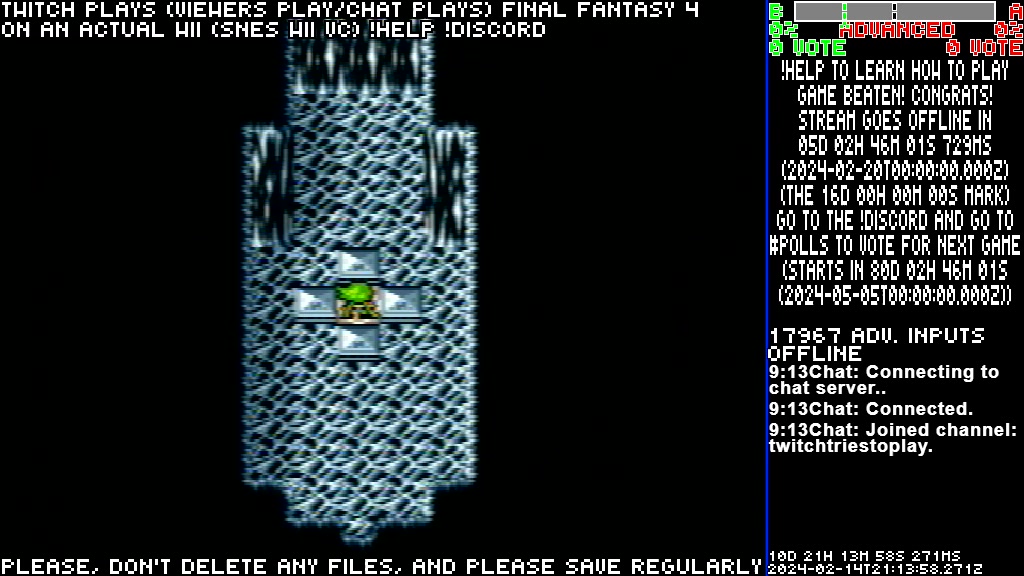 TWITCH PLAYS (VIEWERS PLAY/CHAT PLAYS) FINAL FANTASY 4
ON AN ACTUAL WII (SNES WII VC) !HELP !DISCORD
B A
0% ADVANCED 0%
0 VOTE 0 VOTE
!HELP TO LEARN HOW TO PLAY
GAME BEATEN! CONGRATS!
STREAM GOES OFFLINE IN
05D 02H 46M 01S 729MS
(2024-02-20T00:00:00.000Z)
(THE 16D 00H 00M 00S MARK)
GO TO THE !DISCORD AND GO TO
#POLLS TO VOTE FOR NEXT GAME
(STARTS IN 80D 02H 46M 01S
(2024-05-05T00:00:00.000Z))
17967 ADV. INPUTS
OFFLINE
9:13Chat: Connecting to
chat server..
9:13Chat: Connected.
9:13Chat: Joined channel:
twitchtriestoplay.
10D 21H 13M 58S 271MS
2024-02-14T21:13:58.271Z
PLEASE, DON'T DELETE ANY FILES, AND PLEASE SAVE REGULARLY